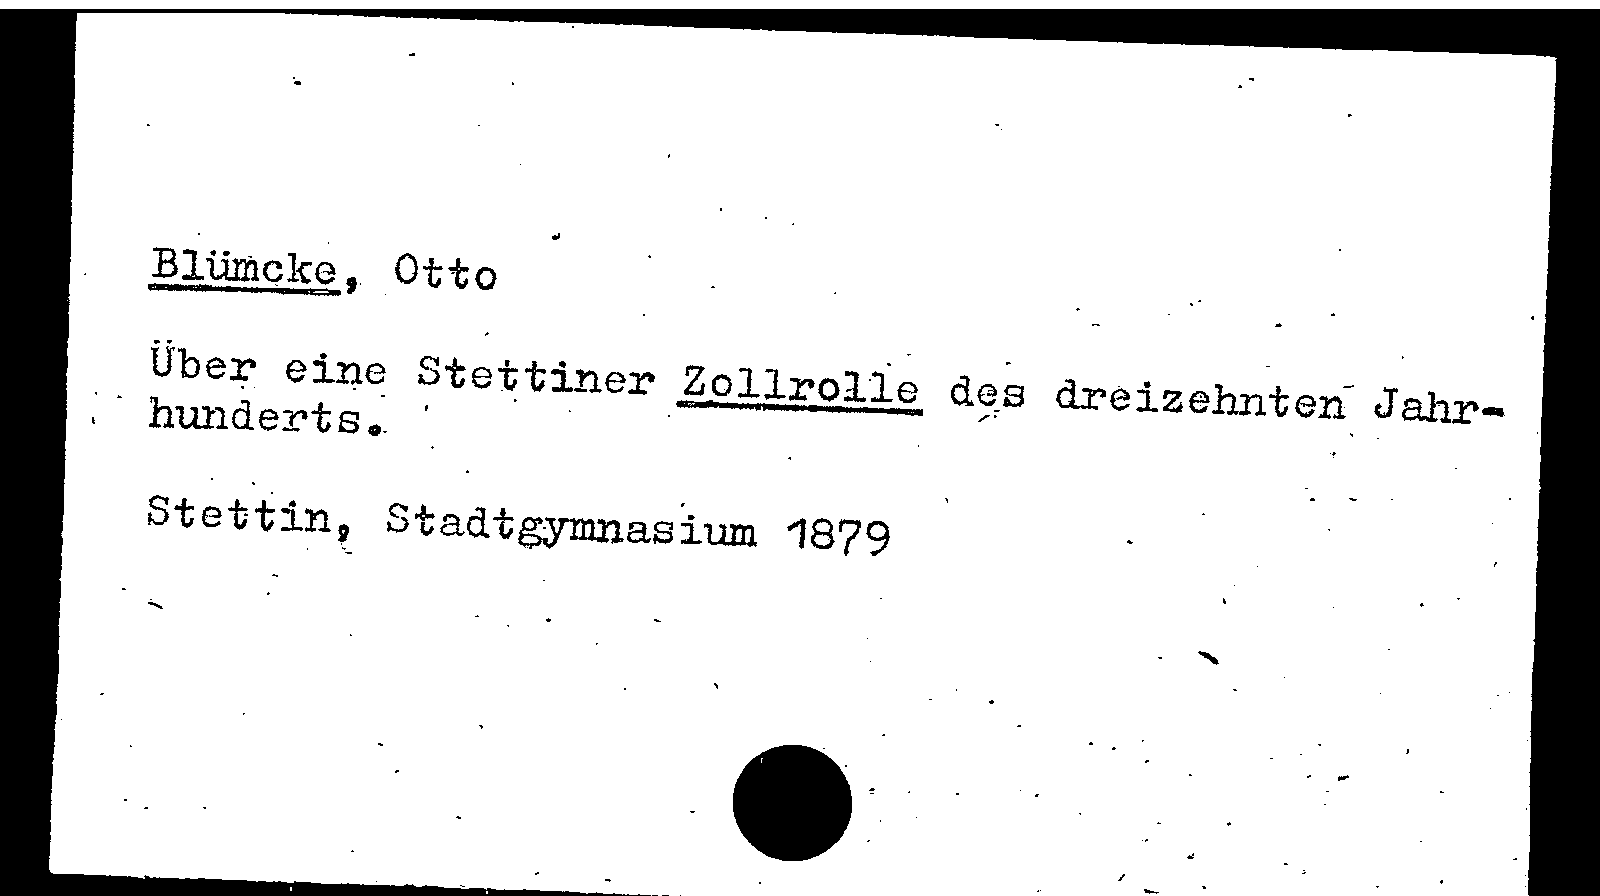 Blümcke, Otto
Über eine Stettiner Zollrolle des dreizehnten Jahr-
hunderts.
Stettin, Stadtgymnasium 1879